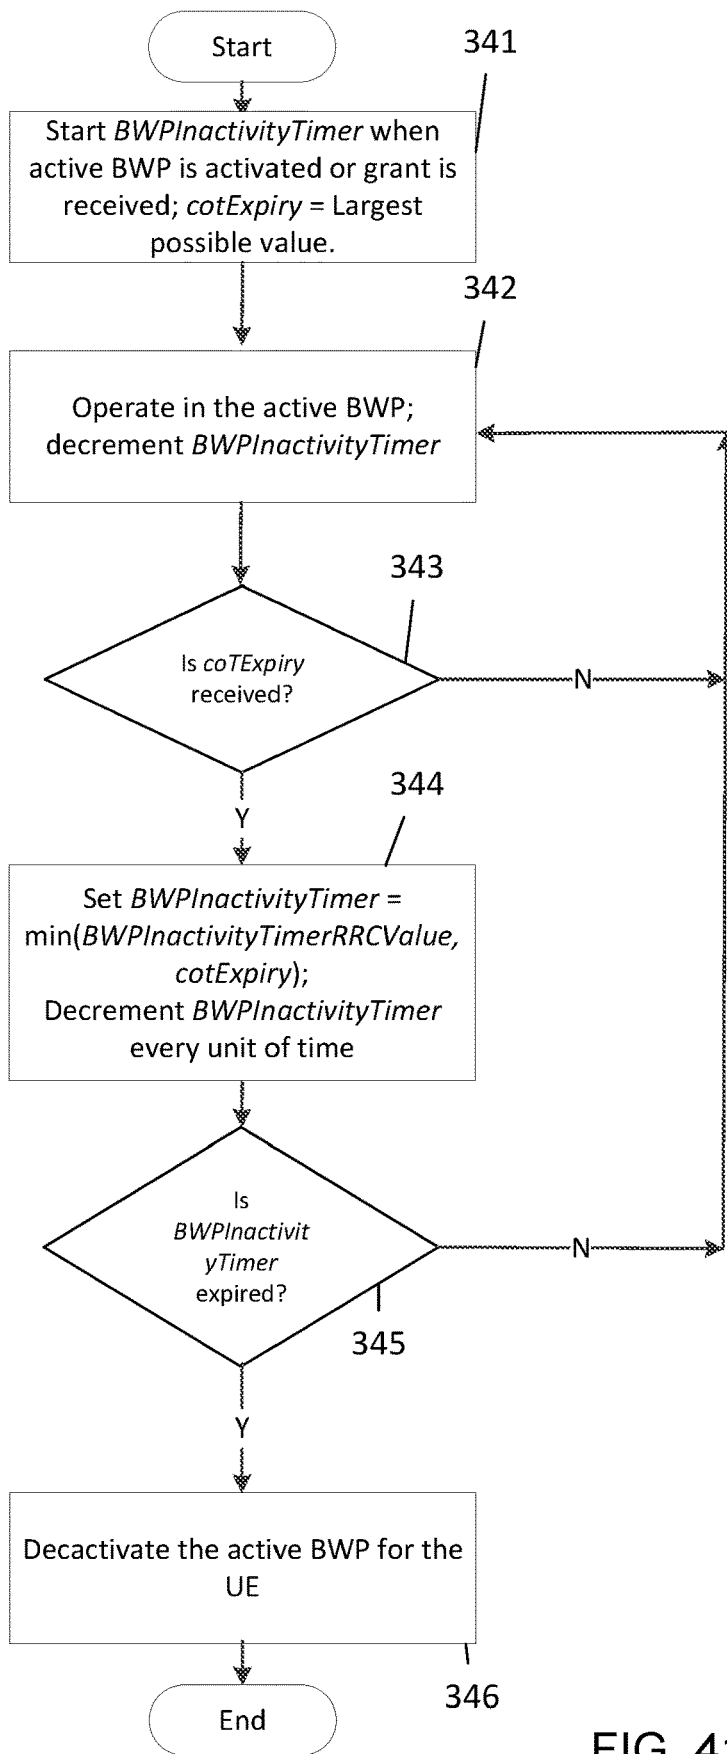 Start
341
Start BWPInactivityTimer when
active BWP is activated or grant is
received; cotExpiry = Largest
possible value.
342
Operate in the active BWP;
decrement BWPInactivityTimer
343
Is coTExpiry
received?
N
Y
344
Set BWPInactivityTimer =
min(BWPInactivityTimerRRCValue,
cotExpiry);
Decrement BWPInactivityTimer
every unit of time
Is
BWPInactivit
yTimer
expired?
N
345
Y
Decactivate the active BWP for the
UE
346
End
FIG.